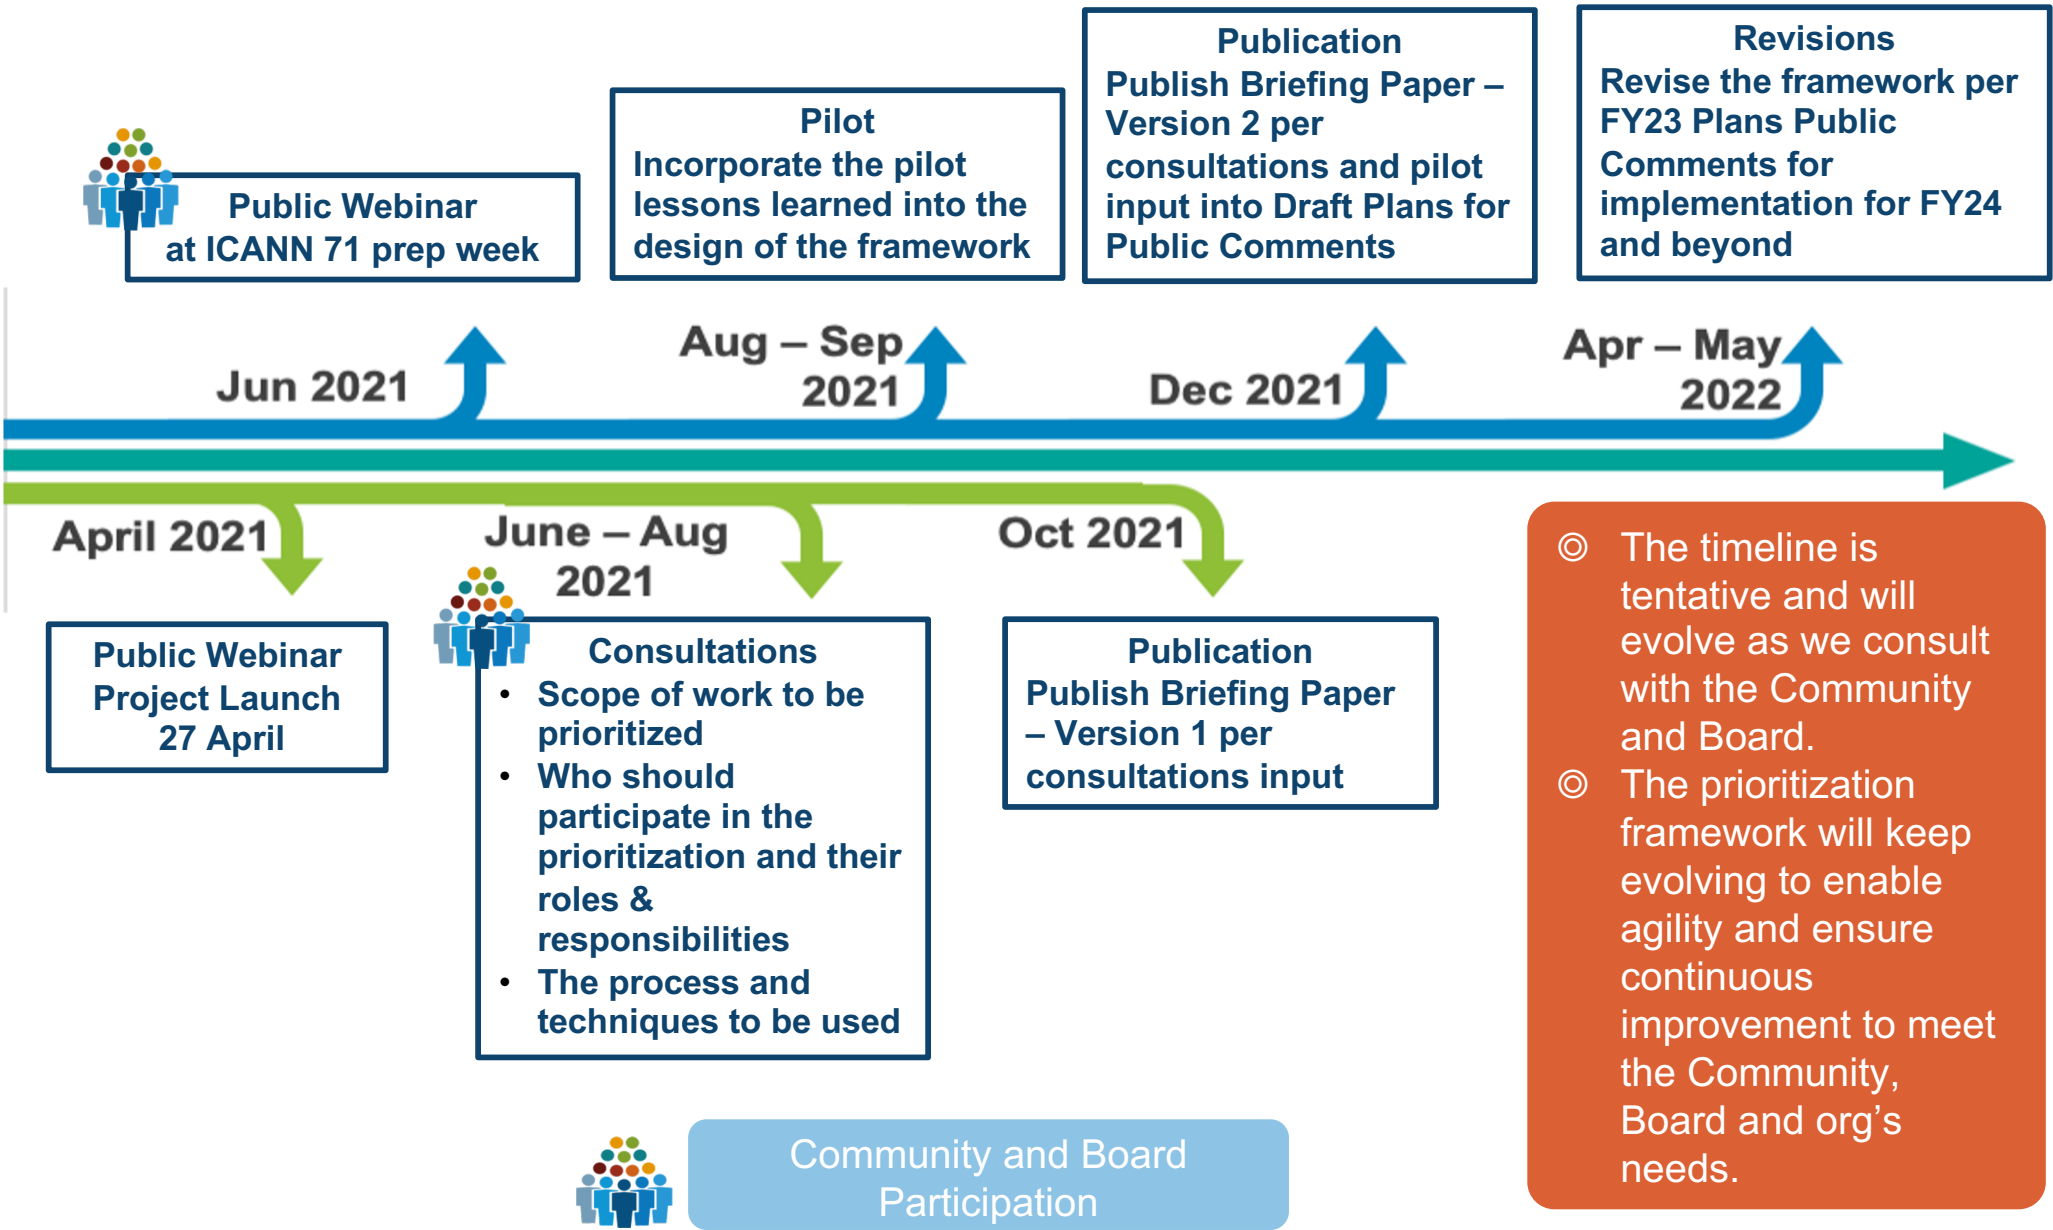 Public Webinar
at ICANN 71 prep week
Pilot
Incorporate the pilot
lessons learned into the
design of the framework
Publication
Publish Briefing Paper –
Version 2 per
consultations and pilot
input into Draft Plans for
Public Comments
Revisions
Revise the framework per
FY23 Plans Public
Comments for
implementation for FY24
and beyond
Jun 2021
Aug – Sep
2021
Dec 2021
Apr – May
2022
April 2021
June – Aug
2021
Oct 2021
Public Webinar
Project Launch
27 April
Consultations
• Scope of work to be
prioritized
• Who should
participate in the
prioritization and their
roles &
responsibilities
• The process and
techniques to be used
Publication
Publish Briefing Paper
– Version 1 per
consultations input
◎ The timeline is
tentative and will
evolve as we consult
with the Community
and Board.
◎ The prioritization
framework will keep
evolving to enable
agility and ensure
continuous
improvement to meet
the Community,
Board and org’s
needs.
Community and Board
Participation